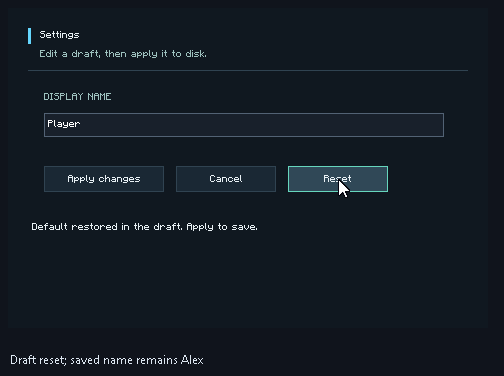 Settings
Edit a draft, then apply it to disk.
DISPLAY NAME
Player
Apply changes
Cancel
Reset
Default restored in the draft. Apply to save.
Draft reset; saved name remains Alex